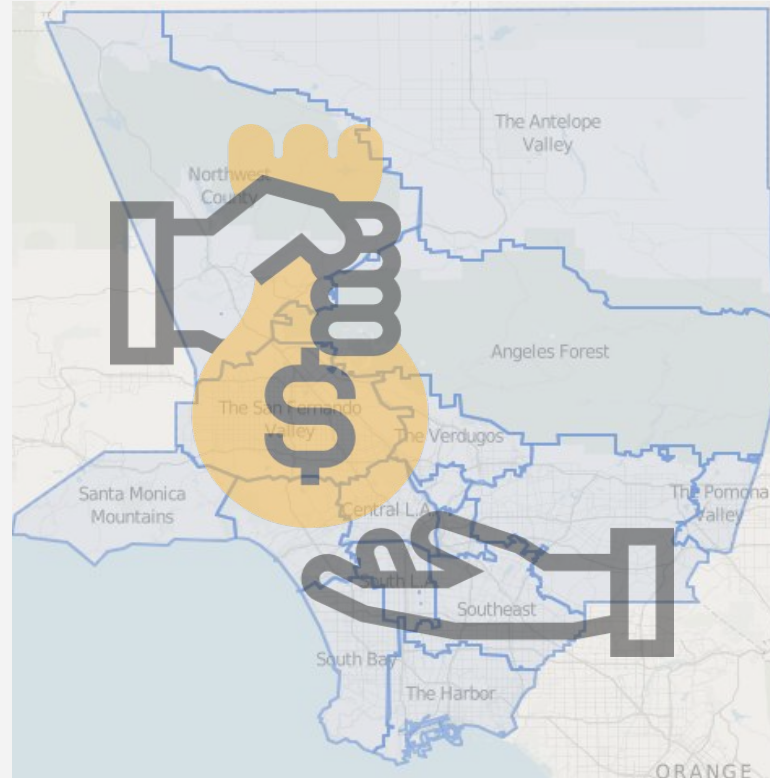 The Antelope
Valley
Northwest
County
Angeles Forest
The San Fernando
Valley
$
The Verdugos
Santa Monica
Mountains
The Pomona
Valley
Central L.A.
South L.A.
Southeast
South Bay
The Harbor
ORANGE